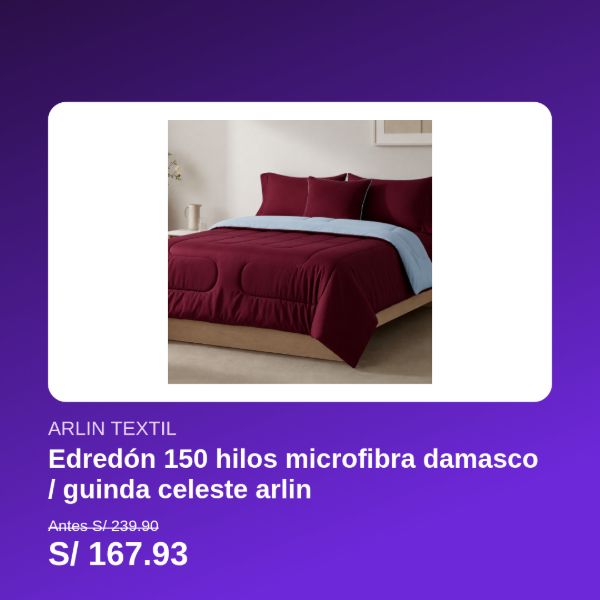 ARLIN TEXTIL
Edredón 150 hilos microfibra damasco
/ guinda celeste arlin
Antes S/ 239.90
S/ 167.93